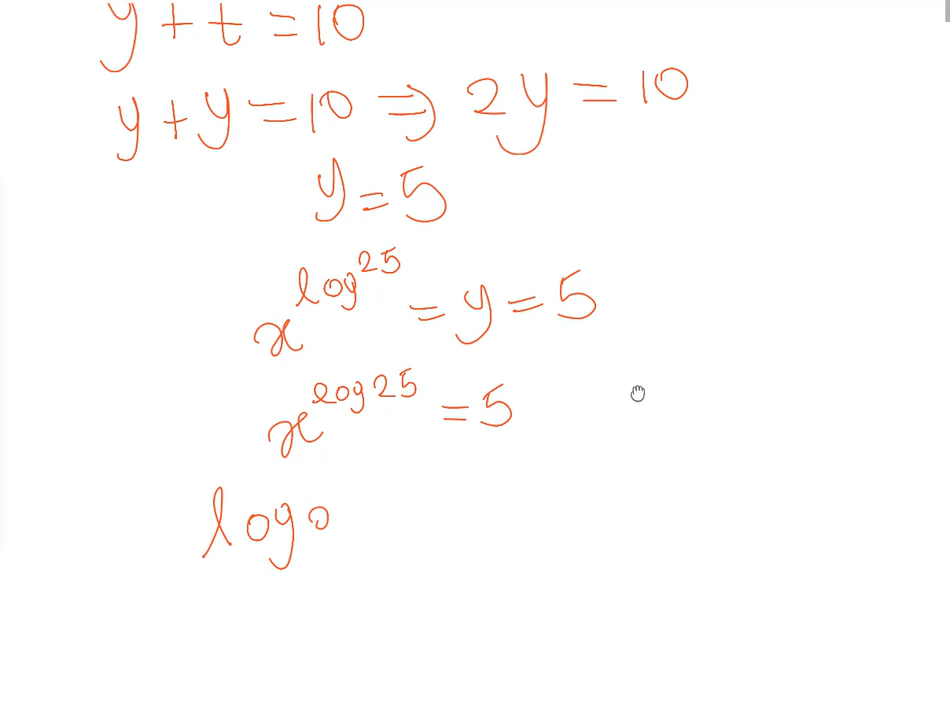 y + t = 10
y + y = 10 ⇒ 2y = 10
y = 5
x^log 25 = y = 5
x^log 25 = 5
log